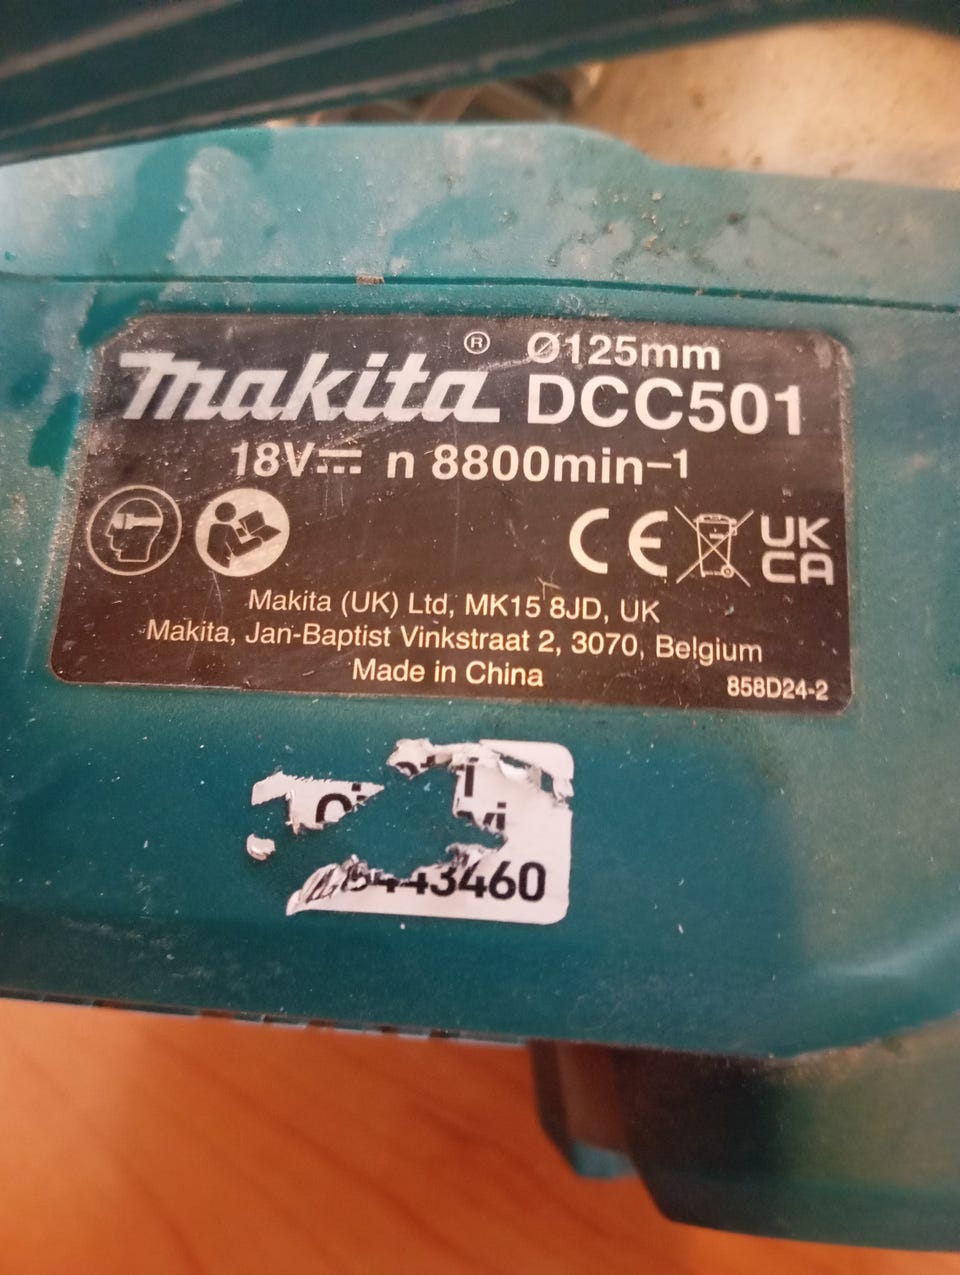 makita® Ø125mm
DCC501
18V⎓ n 8800min-1
CE UK
CA
Makita (UK) Ltd, MK15 8JD, UK
Makita, Jan-Baptist Vinkstraat 2, 3070, Belgium
Made in China
858D24-2
43460